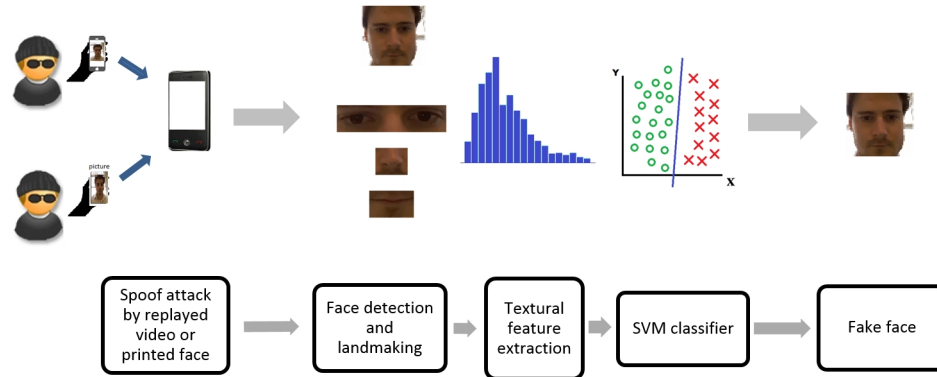 picture
Y
X
Spoof attack
by replayed
video or
printed face
Face detection
and
landmaking
Textural
feature
extraction
SVM classifier
Fake face